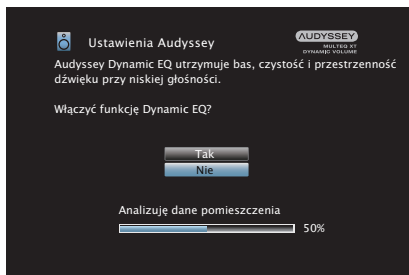 Ustawienia Audyssey
AUDYSSEY
MULTEQ XT
DYNAMIC VOLUME
Audyssey Dynamic EQ utrzymuje bas, czystość i przestrzenność
dźwięku przy niskiej głośności.
Włączyć funkcję Dynamic EQ?
Tak
Nie
Analizuję dane pomieszczenia
50%